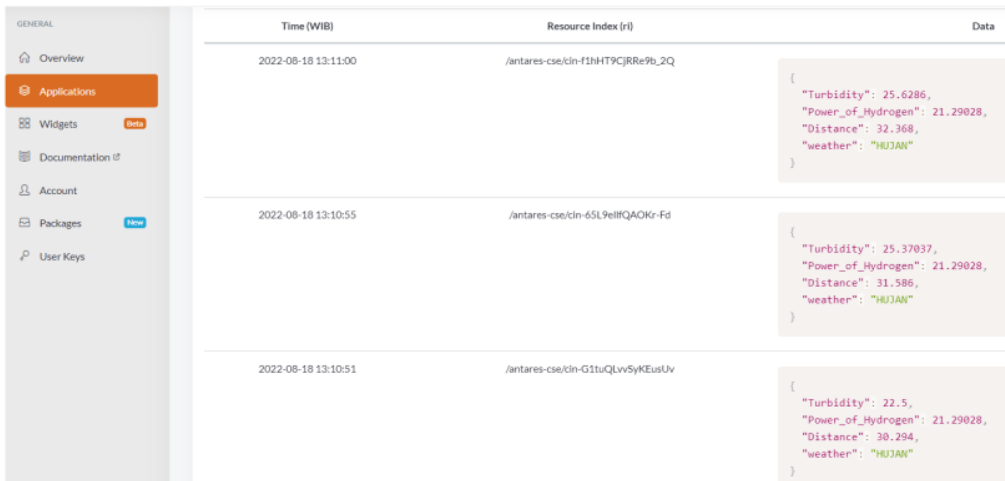 GENERAL
Overview
Applications
Widgets Beta
Documentation
Account
Packages New
User Keys
Time (WIB) Resource Index (ri) Data
2022-08-18 13:11:00 /antares-cse/cin-f1hHT9CjRRe9b_2Q
{
"Turbidity": 25.6286,
"Power_of_Hydrogen": 21.29028,
"Distance": 32.368,
"weather": "HUJAN"
}
2022-08-18 13:10:55 /antares-cse/cin-65L9ellfQAOKr-Fd
{
"Turbidity": 25.37037,
"Power_of_Hydrogen": 21.29028,
"Distance": 31.586,
"weather": "HUJAN"
}
2022-08-18 13:10:51 /antares-cse/cin-G1tuQLvvSyKEusUv
{
"Turbidity": 22.5,
"Power_of_Hydrogen": 21.29028,
"Distance": 30.294,
"weather": "HUJAN"
}